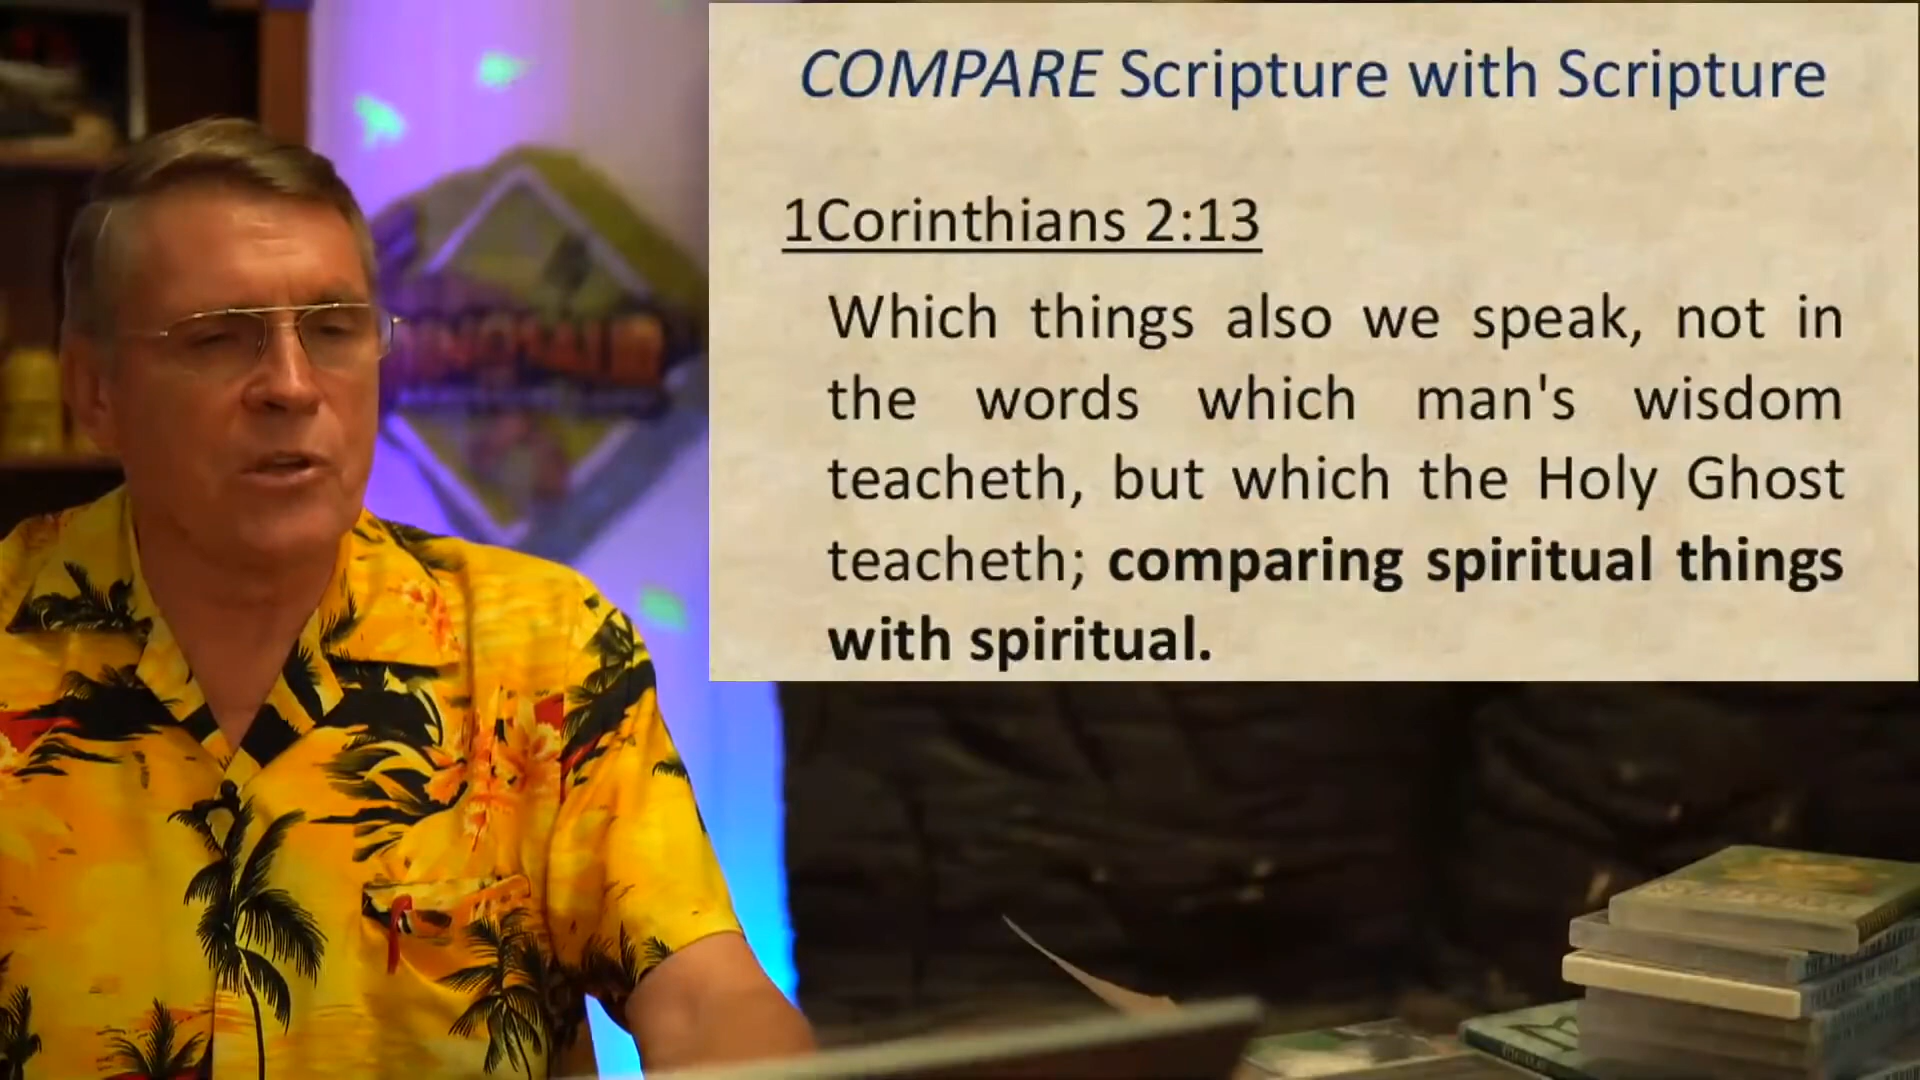 COMPARE Scripture with Scripture
1Corinthians 2:13
Which things also we speak, not in
the words which man's wisdom
teacheth, but which the Holy Ghost
teacheth; comparing spiritual things
with spiritual.